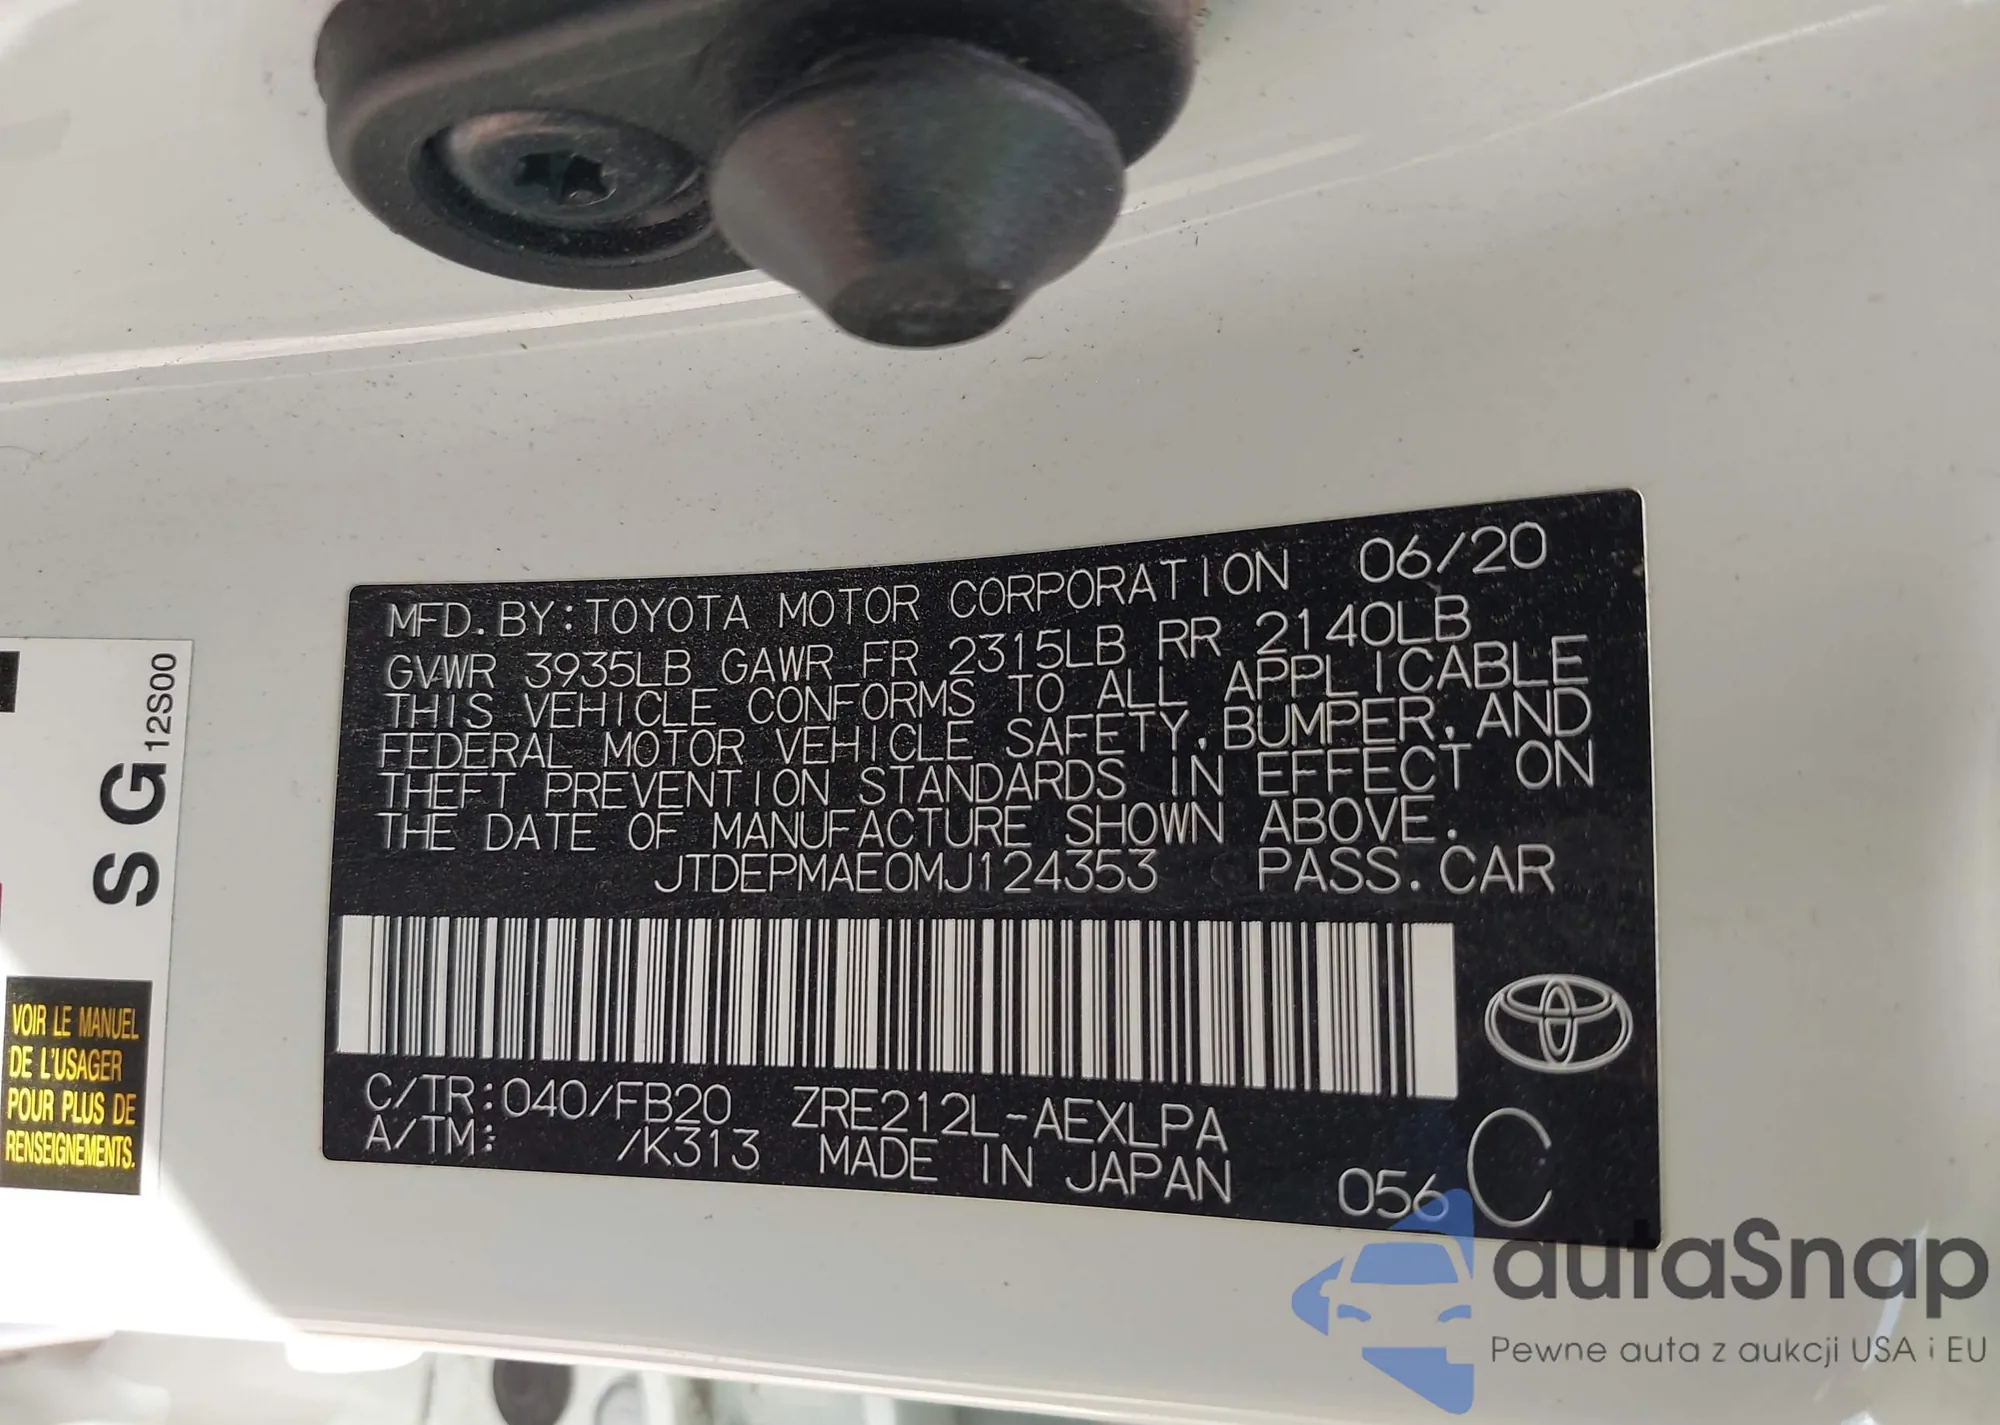 MFD. BY: TOYOTA MOTOR CORPORATION 06/20
GVWR 3935LB GAWR FR 2315LB RR 2140LB
THIS VEHICLE CONFORMS TO ALL APPLICABLE
FEDERAL MOTOR VEHICLE SAFETY, BUMPER, AND
THEFT PREVENTION STANDARDS IN EFFECT ON
THE DATE OF MANUFACTURE SHOWN ABOVE.
JTDEPMAE0MJ124353 PASS. CAR
C/TR: 040/FB20 ZRE212L-AEXLPA
A/TM: /K313 MADE IN JAPAN
056 C
S G 12S00
VOIR LE MANUEL
DE L'USAGER
POUR PLUS DE
RENSEIGNEMENTS.
autaSnap
Pewne auta z aukcji USA i EU